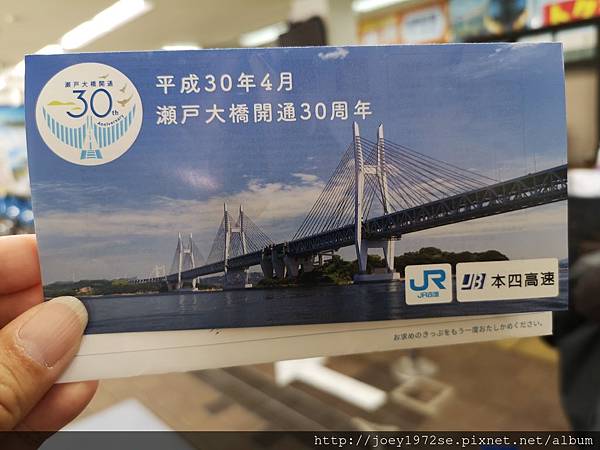 瀬戸大橋開通
30th
Anniversary
平成30年4月
瀬戸大橋開通30周年
JR
JR四国
JB 本四高速
お求めのきっぷをもう一度おたしかめください。
http://joey1972se.pixnet.net/album